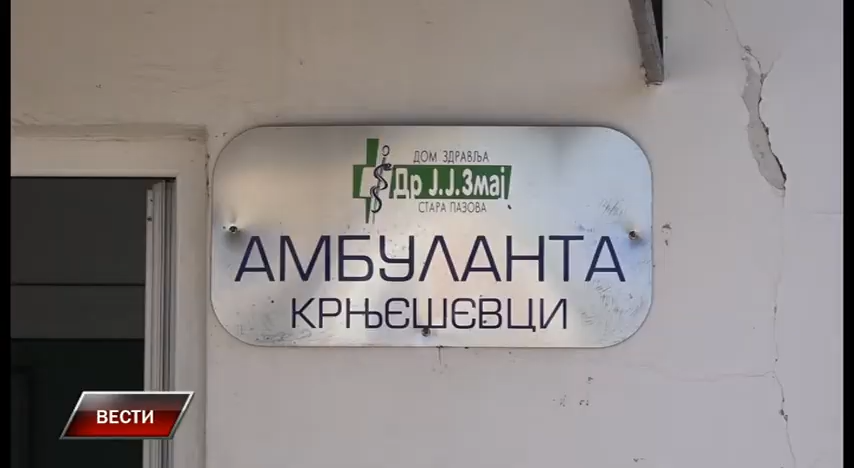 ДОМ ЗДРАВЉА
Др Ј.Ј.Змај
СТАРА ПАЗОВА
АМБУЛАНТА
КРЊЕШЕВЦИ
ВЕСТИ